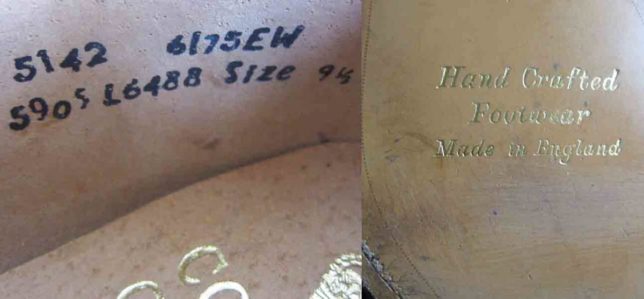 5142 6175EW
5905 L6488 Size 9½
Hand Crafted
Footwear
Made in England